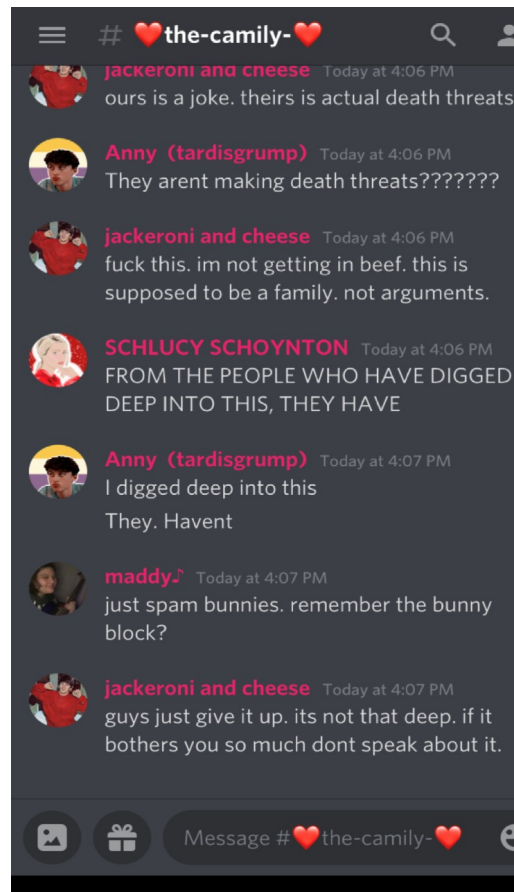 # ❤️the-camily-❤️
jackeroni and cheese Today at 4:06 PM
ours is a joke. theirs is actual death threats
Anny (tardisgrump) Today at 4:06 PM
They arent making death threats???????
jackeroni and cheese Today at 4:06 PM
fuck this. im not getting in beef. this is
supposed to be a family. not arguments.
SCHLUCY SCHOYNTON Today at 4:06 PM
FROM THE PEOPLE WHO HAVE DIGGED
DEEP INTO THIS, THEY HAVE
Anny (tardisgrump) Today at 4:07 PM
I digged deep into this
They. Havent
maddy♪ Today at 4:07 PM
just spam bunnies. remember the bunny
block?
jackeroni and cheese Today at 4:07 PM
guys just give it up. its not that deep. if it
bothers you so much dont speak about it.
Message #❤️the-camily-❤️